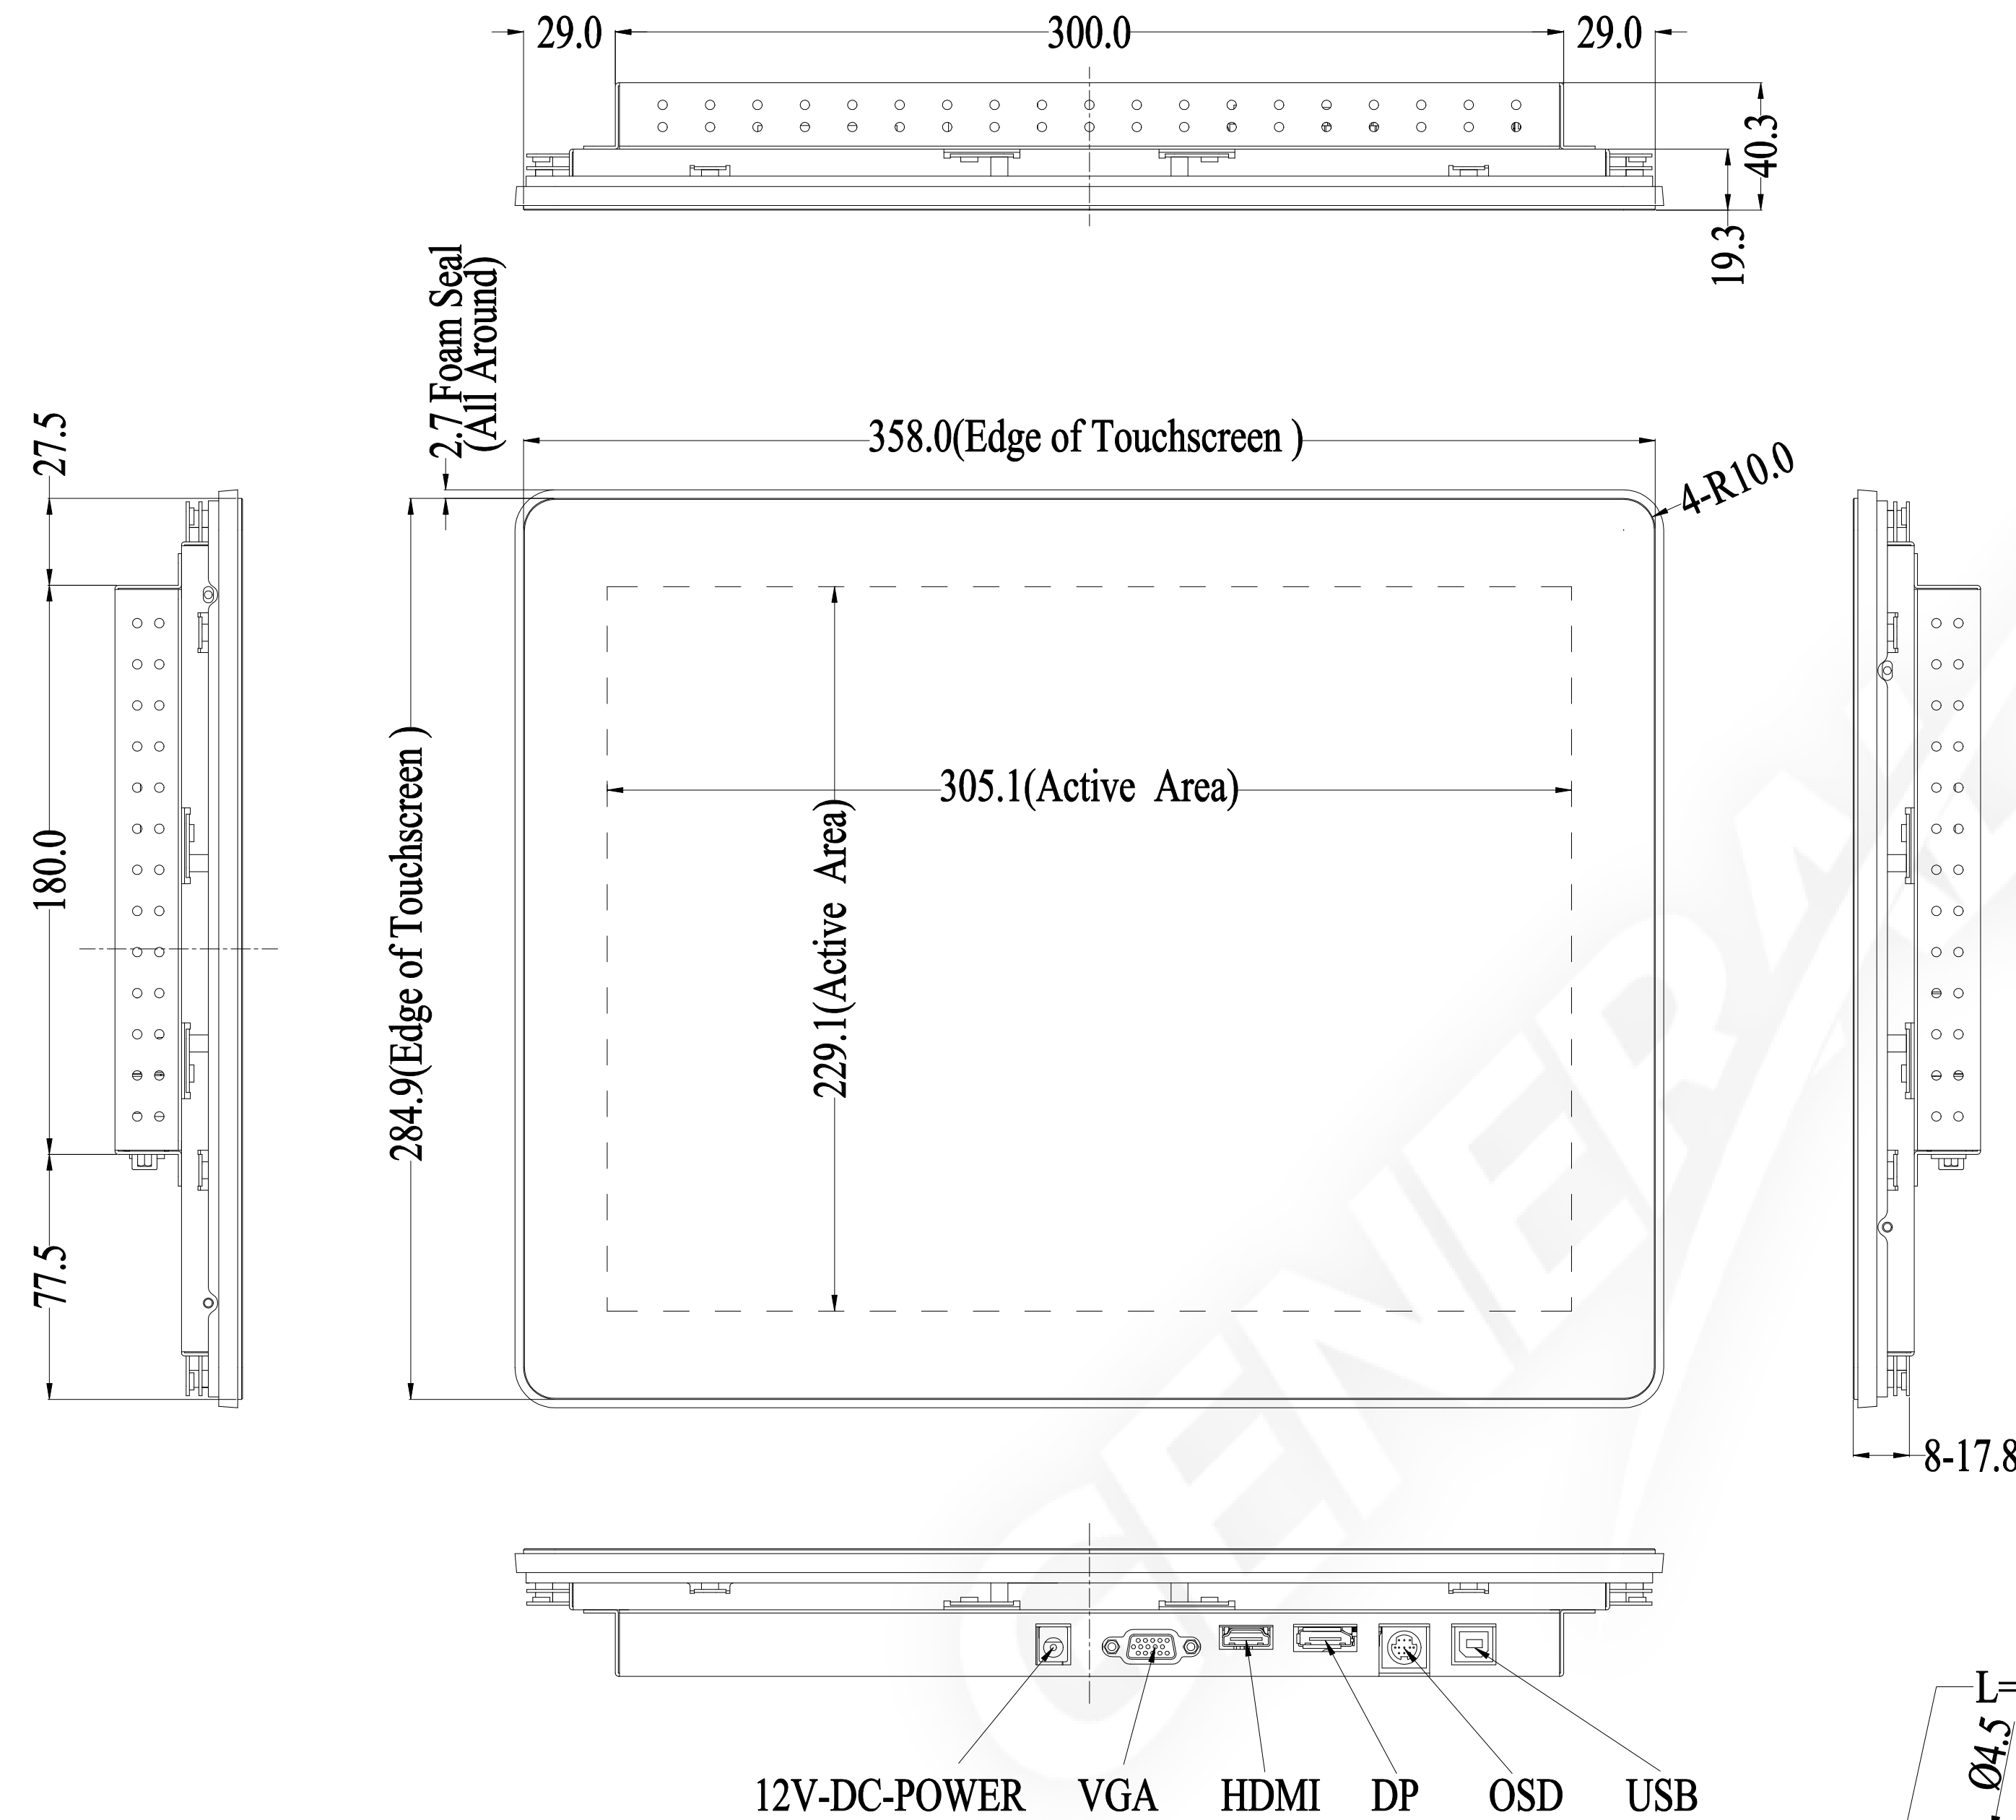 29.0
300.0
29.0
40.3
19.3
2.7 Foam Seal
(All Around)
27.5
358.0(Edge of Touchscreen )
4-R10.0
180.0
284.9(Edge of Touchscreen )
305.1(Active Area)
229.1(Active Area)
77.5
8-17.8
L=
Ø4.5
12V-DC-POWER
VGA
HDMI
DP
OSD
USB